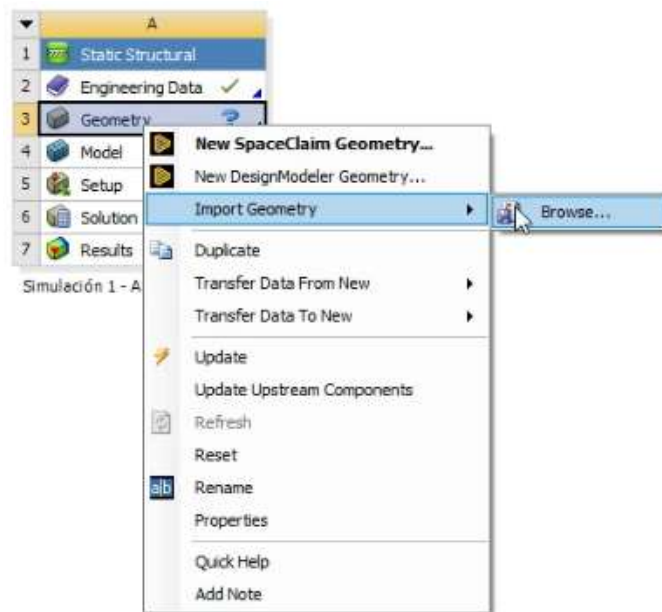 A
1 Static Structural
2 Engineering Data
3 Geometry
4 Model
5 Setup
6 Solution
7 Results
Simulación 1 - A
New SpaceClaim Geometry...
New DesignModeler Geometry...
Import Geometry
Browse...
Duplicate
Transfer Data From New
Transfer Data To New
Update
Update Upstream Components
Refresh
Reset
a|b Rename
Properties
Quick Help
Add Note